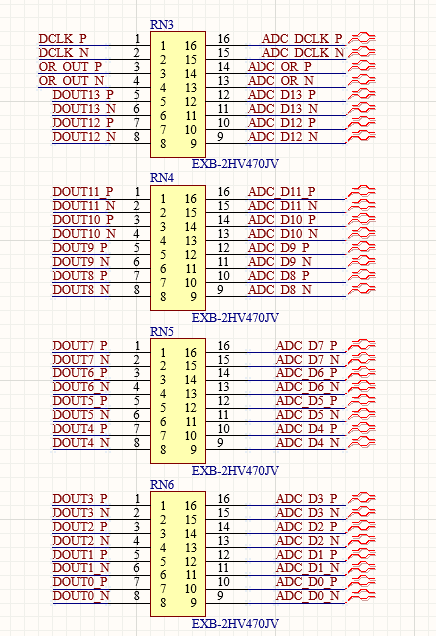 RN3
DCLK_P 1 1 16 16 ADC_DCLK_P
DCLK_N 2 2 15 15 ADC_DCLK_N
OR_OUT_P 3 3 14 14 ADC_OR_P
OR_OUT_N 4 4 13 13 ADC_OR_N
DOUT13_P 5 5 12 12 ADC_D13_P
DOUT13_N 6 6 11 11 ADC_D13_N
DOUT12_P 7 7 10 10 ADC_D12_P
DOUT12_N 8 8 9 9 ADC_D12_N
EXB-2HV470JV
RN4
DOUT11_P 1 1 16 16 ADC_D11_P
DOUT11_N 2 2 15 15 ADC_D11_N
DOUT10_P 3 3 14 14 ADC_D10_P
DOUT10_N 4 4 13 13 ADC_D10_N
DOUT9_P 5 5 12 12 ADC_D9_P
DOUT9_N 6 6 11 11 ADC_D9_N
DOUT8_P 7 7 10 10 ADC_D8_P
DOUT8_N 8 8 9 9 ADC_D8_N
EXB-2HV470JV
RN5
DOUT7_P 1 1 16 16 ADC_D7_P
DOUT7_N 2 2 15 15 ADC_D7_N
DOUT6_P 3 3 14 14 ADC_D6_P
DOUT6_N 4 4 13 13 ADC_D6_N
DOUT5_P 5 5 12 12 ADC_D5_P
DOUT5_N 6 6 11 11 ADC_D5_N
DOUT4_P 7 7 10 10 ADC_D4_P
DOUT4_N 8 8 9 9 ADC_D4_N
EXB-2HV470JV
RN6
DOUT3_P 1 1 16 16 ADC_D3_P
DOUT3_N 2 2 15 15 ADC_D3_N
DOUT2_P 3 3 14 14 ADC_D2_P
DOUT2_N 4 4 13 13 ADC_D2_N
DOUT1_P 5 5 12 12 ADC_D1_P
DOUT1_N 6 6 11 11 ADC_D1_N
DOUT0_P 7 7 10 10 ADC_D0_P
DOUT0_N 8 8 9 9 ADC_D0_N
EXB-2HV470JV